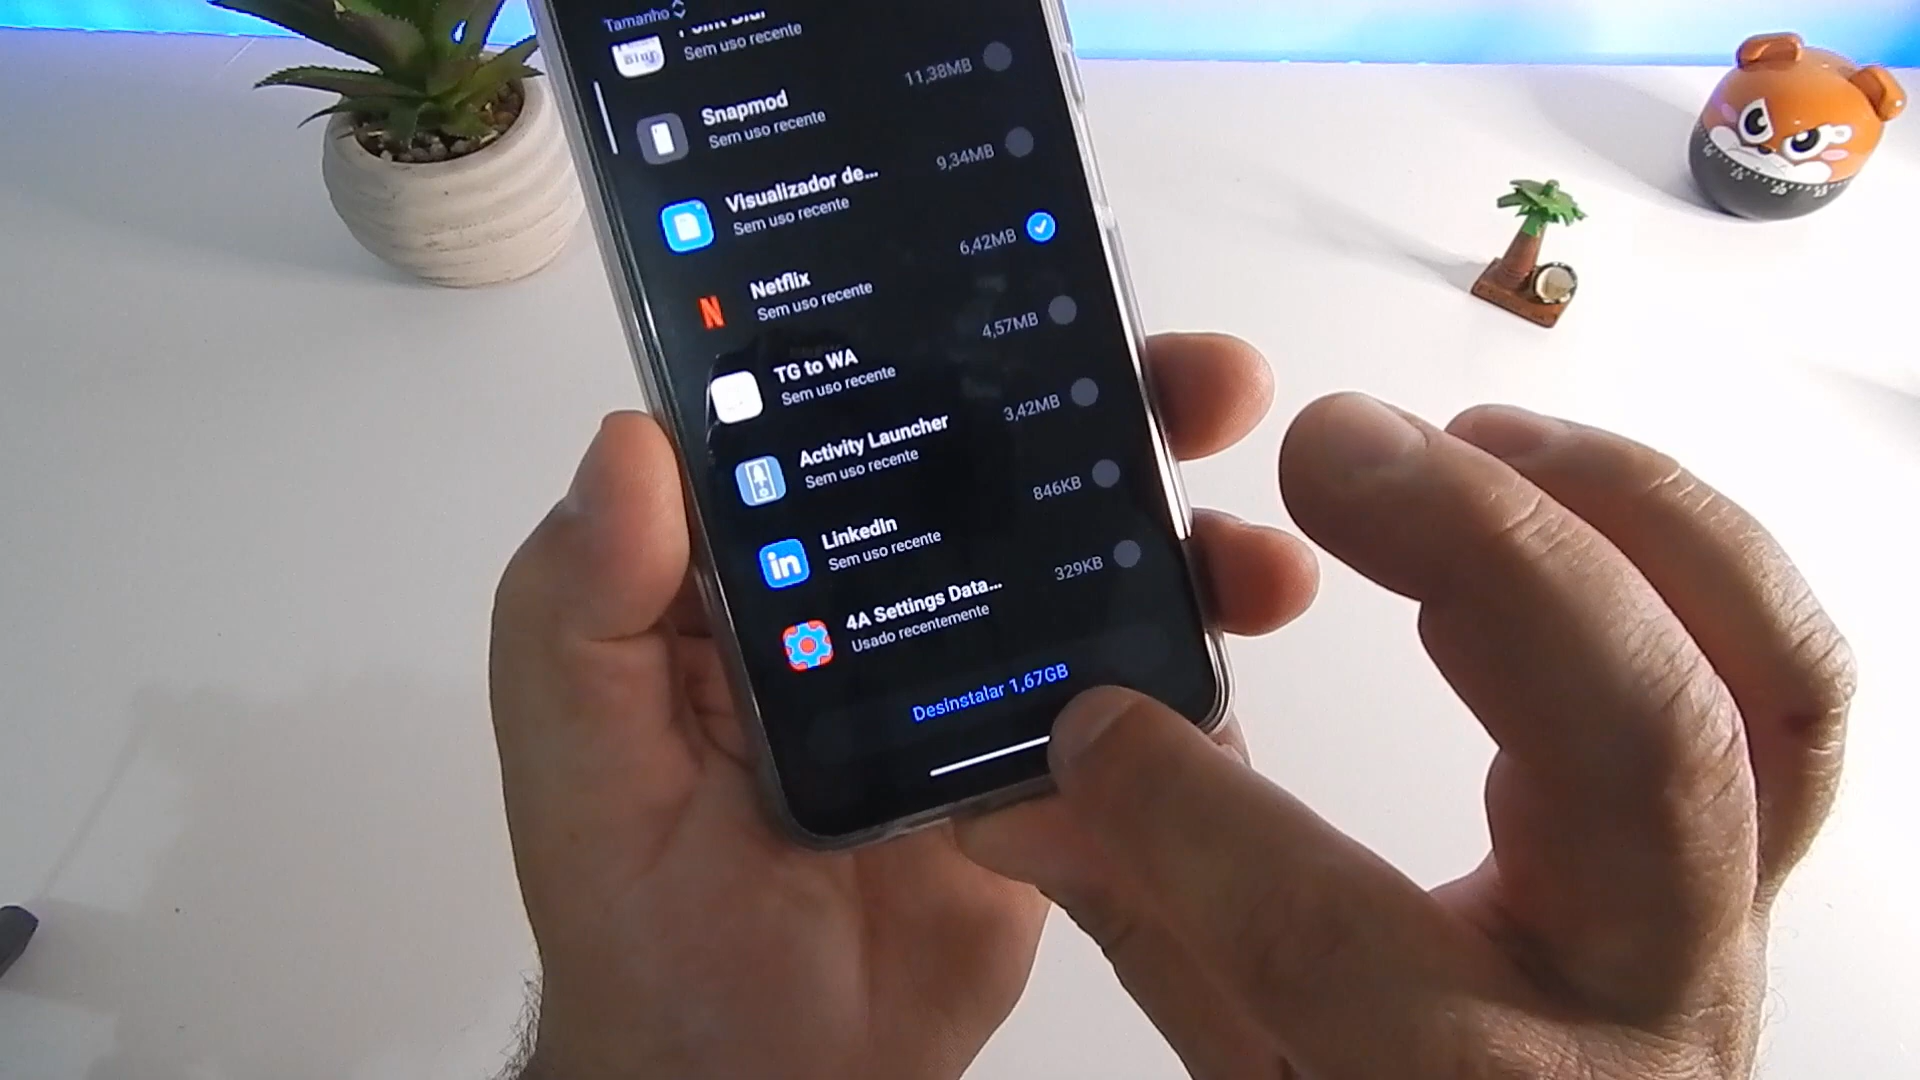 Tamanho
Blur
Sem uso recente
Snapmod
Sem uso recente
11,38MB
Visualizador de...
Sem uso recente
9,34MB
Netflix
Sem uso recente
6,42MB
N
TG to WA
Sem uso recente
4,57MB
Activity Launcher
Sem uso recente
3,42MB
LinkedIn
Sem uso recente
846KB
in
4A Settings Data...
Usado recentemente
329KB
Desinstalar 1,67GB